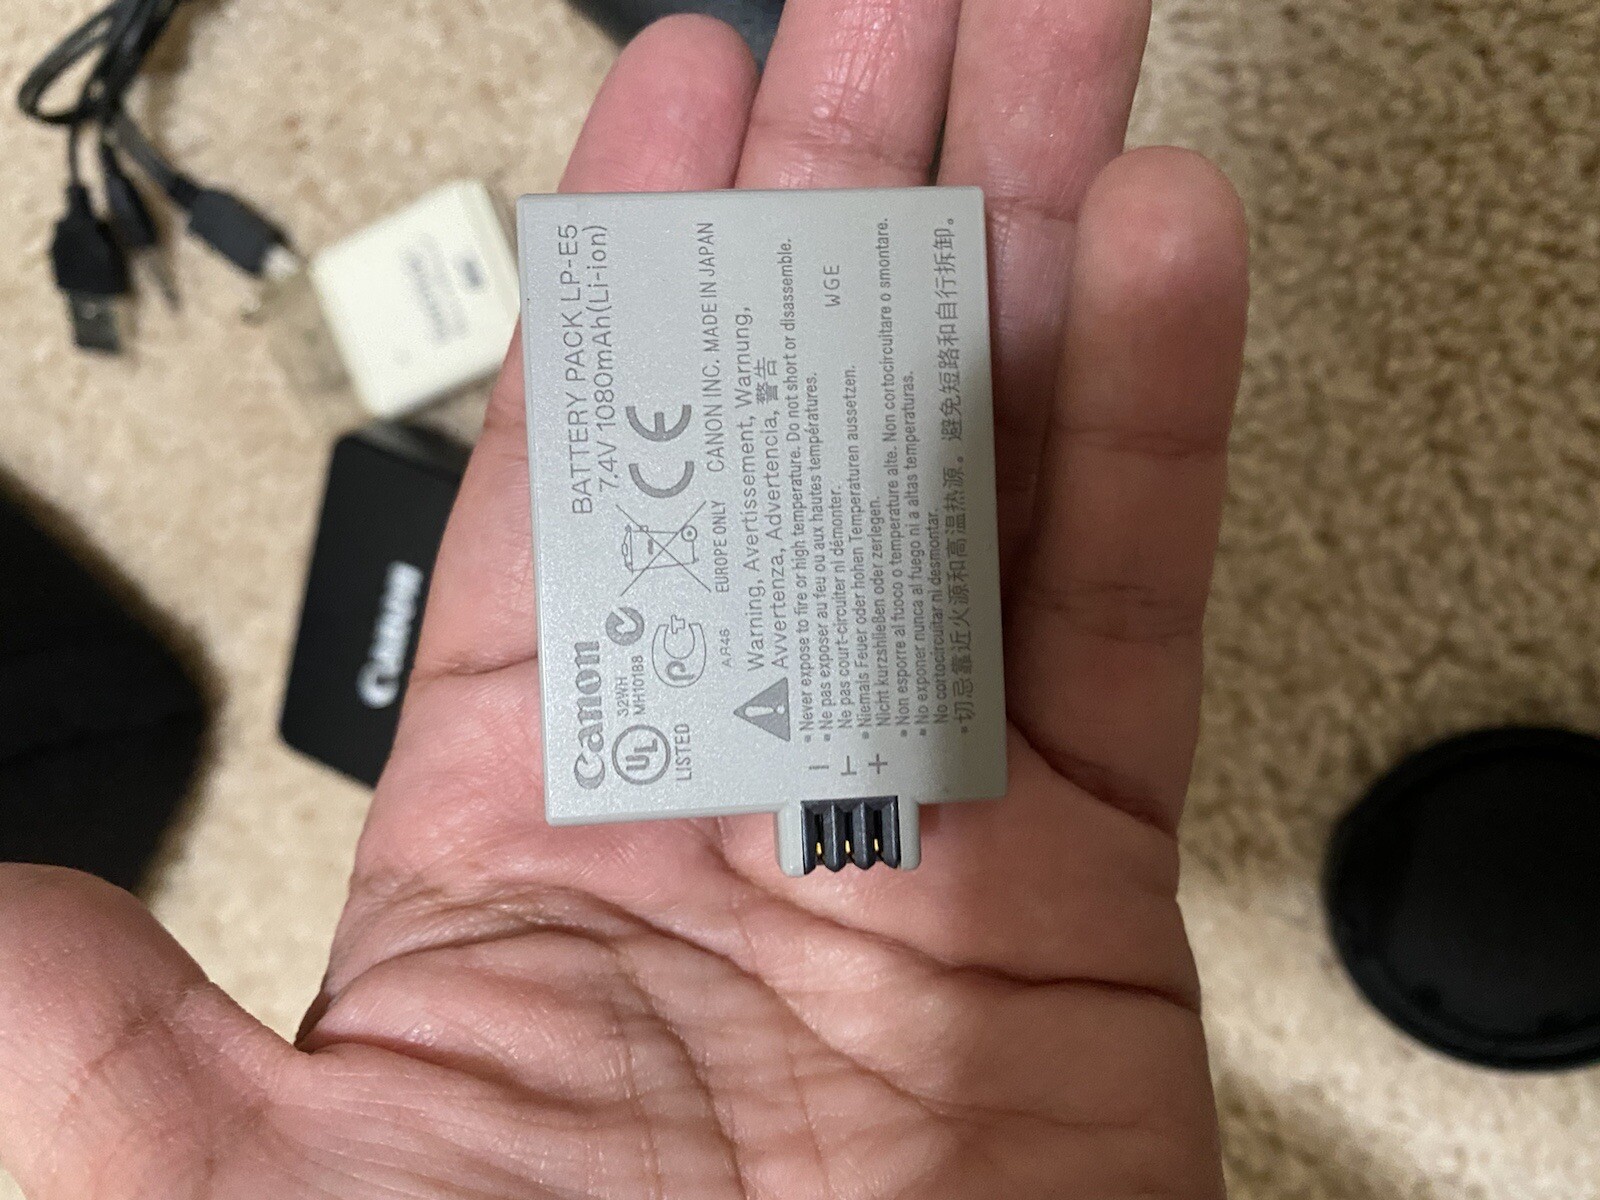 Canon
BATTERY PACK LP-E5
7.4V 1080mAh(Li-ion)
UL
LISTED
32WH
MH10188
CE
EUROPE ONLY
CANON INC. MADE IN JAPAN
AR46
Warning, Avertissement, Warnung,
Avvertenza, Advertencia, 警告
• Never expose to fire or high temperature. Do not short or disassemble.
• Ne pas exposer au feu ou aux hautes températures.
Ne pas court-circuiter ni démonter.
WGE
• Niemals Feuer oder hohen Temperaturen aussetzen.
Nicht kurzshließen oder zerlegen.
• Non esporre al fuoco o temperature alte. Non cortocircuitare o smontare.
• No exponer nunca al fuego ni a altas temperaturas.
No cortocircuitar ni desmontar.
• 切忌靠近火源和高温热源。避免短路和自行拆卸。
− T +
Canon